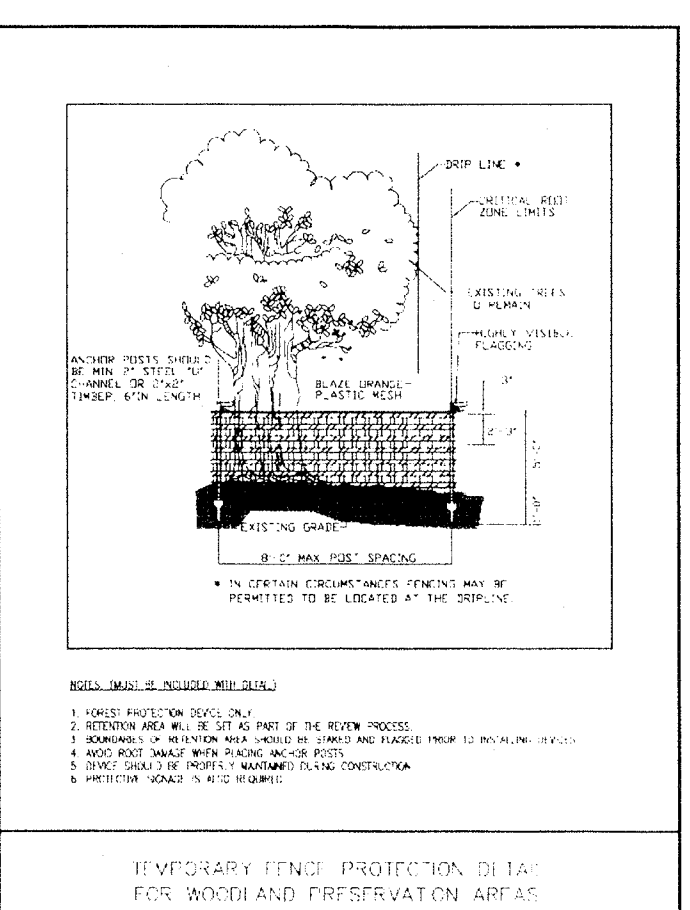 DRIP LINE *
CRITICAL ROOT
ZONE LIMITS
EXISTING TREES
REMAIN
HIGHLY VISIBLE
FLAGGING
ANCHOR POSTS SHOULD
BE MIN 2" STEEL "U"
CHANNEL OR 2"x2"
TIMBER, 6' IN LENGTH
BLAZE ORANGE
PLASTIC MESH
EXISTING GRADE
MAX POST SPACING
* IN CERTAIN CIRCUMSTANCES FENCING MAY BE
PERMITTED TO BE LOCATED AT THE DRIPLINE.
NOTES (MUST BE INCLUDED WITH DETAIL)
1. FOREST PROTECTION DEVICE ONLY.
2. RETENTION AREA WILL BE SET AS PART OF THE REVIEW PROCESS.
3 BOUNDARIES OF RETENTION AREA SHOULD BE STAKED AND FLAGGED PRIOR TO INSTALLING DEVICES
4. AVOID ROOT DAMAGE WHEN PLACING ANCHOR POSTS
5 DEVICE SHOULD BE PROPERLY MAINTAINED DURING CONSTRUCTION
6 PROTECTIVE SIGNAGE IS ALSO REQUIRED
TEMPORARY FENCE PROTECTION DETAIL
FOR WOODLAND PRESERVATION AREAS